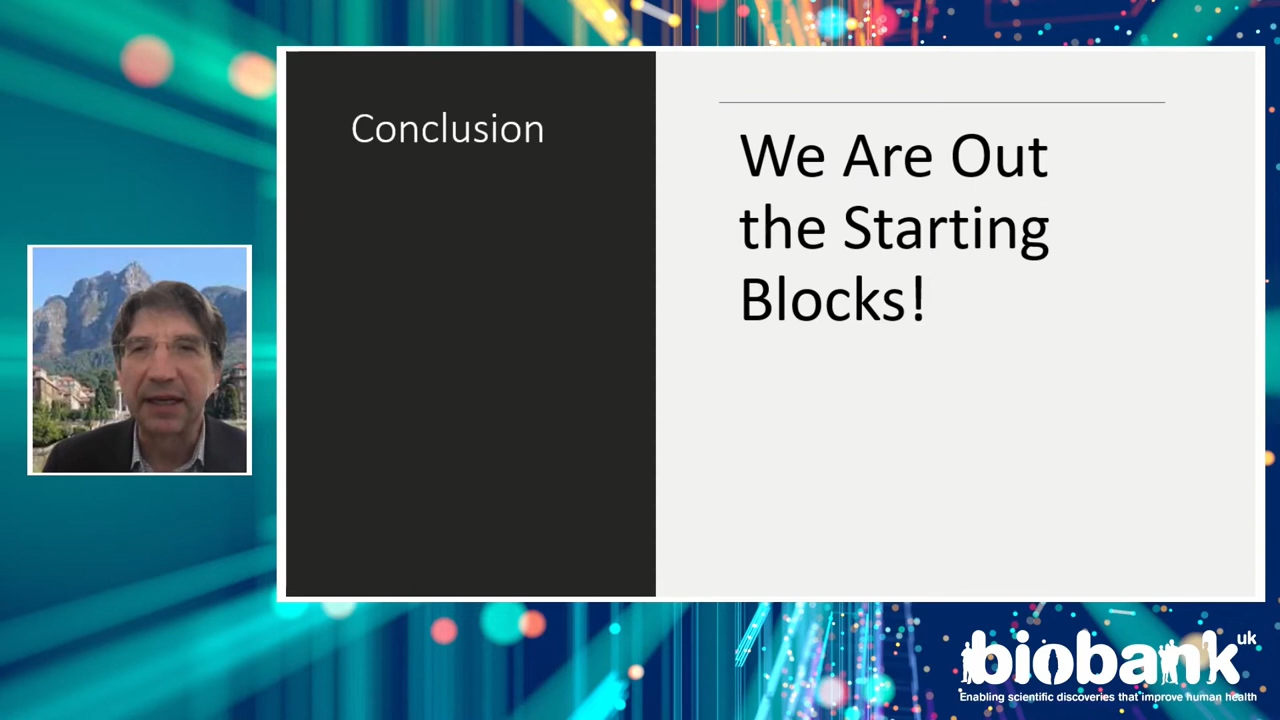 Conclusion
We Are Out
the Starting
Blocks!
biobank uk
Enabling scientific discoveries that improve human health